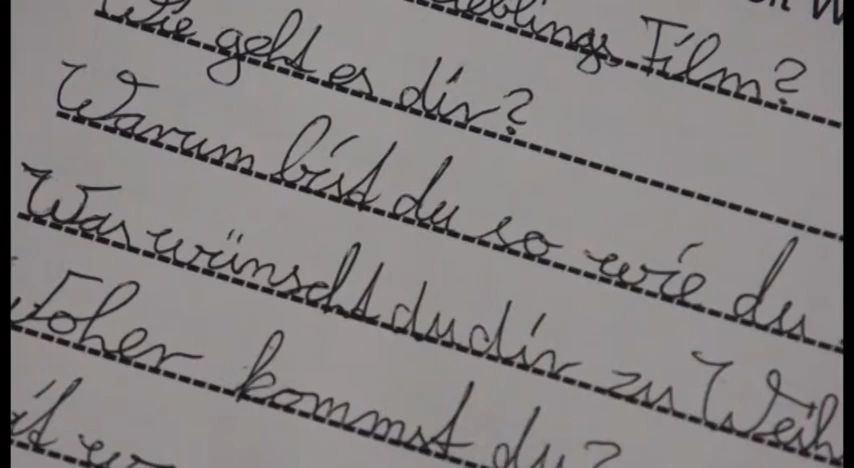 Lieblings Film?
Wie geht es dir?
Warum bist du so wie du
Was wünscht du dir zu Weih
Woher kommst du?